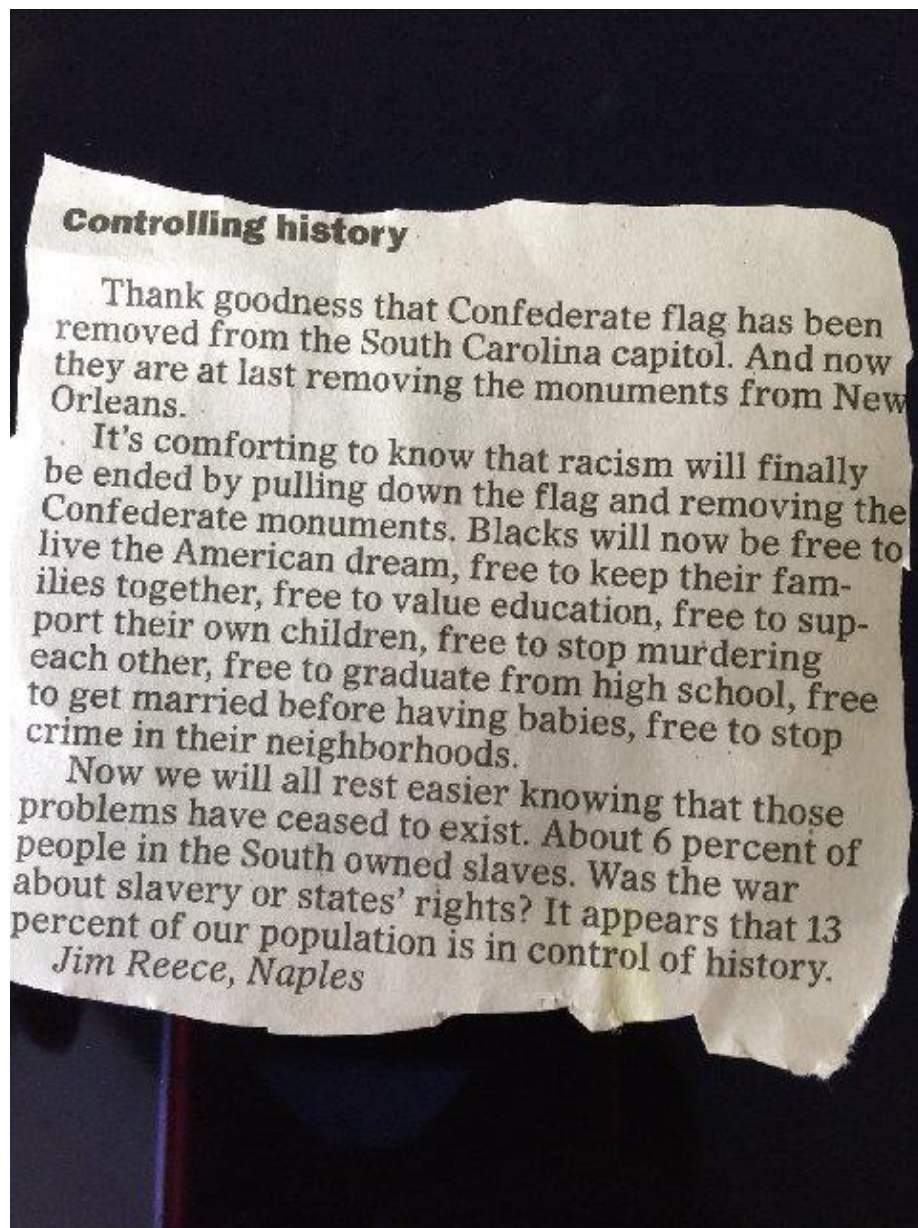 Controlling history
Thank goodness that Confederate flag has been
removed from the South Carolina capitol. And now
they are at last removing the monuments from New
Orleans.
It's comforting to know that racism will finally
be ended by pulling down the flag and removing the
Confederate monuments. Blacks will now be free to
live the American dream, free to keep their fam-
ilies together, free to value education, free to sup-
port their own children, free to stop murdering
each other, free to graduate from high school, free
to get married before having babies, free to stop
crime in their neighborhoods.
Now we will all rest easier knowing that those
problems have ceased to exist. About 6 percent of
people in the South owned slaves. Was the war
about slavery or states' rights? It appears that 13
percent of our population is in control of history.
Jim Reece, Naples